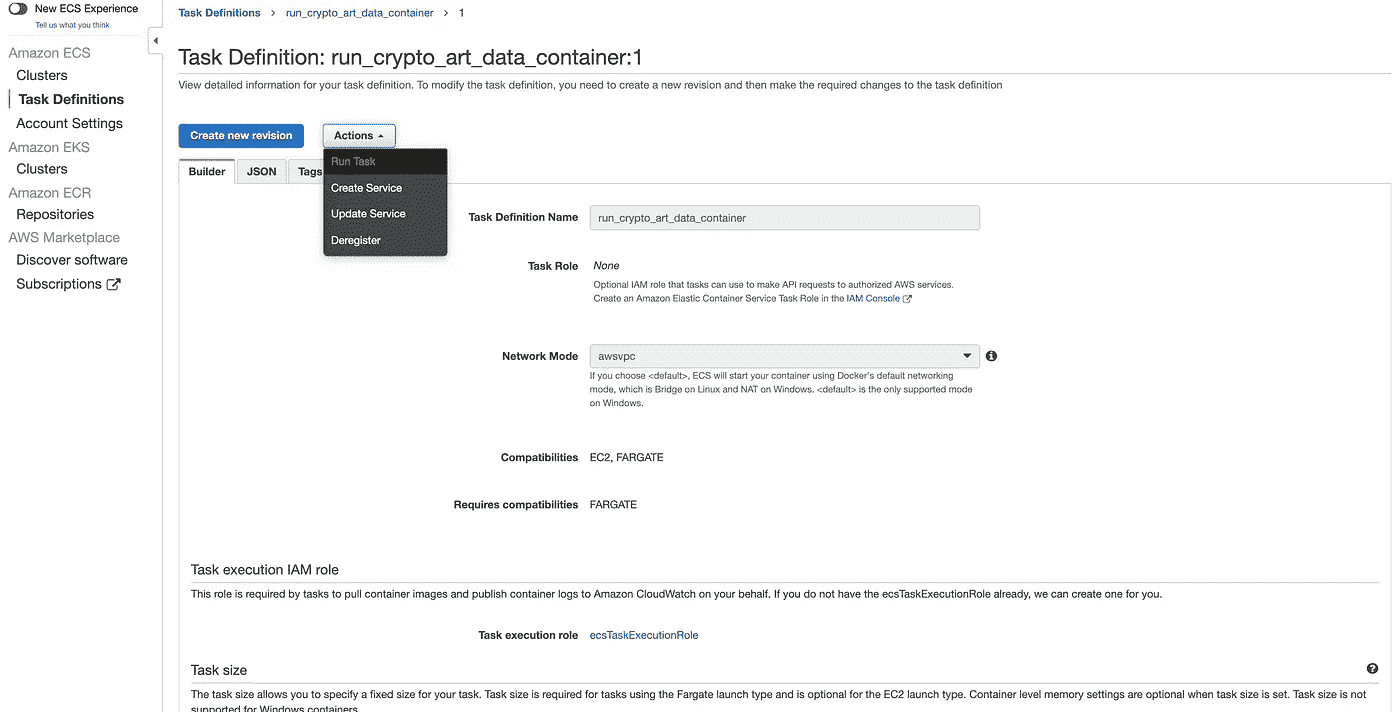 New ECS Experience
Tell us what you think
Amazon ECS
Clusters
Task Definitions
Account Settings
Amazon EKS
Clusters
Amazon ECR
Repositories
AWS Marketplace
Discover software
Subscriptions
Task Definitions > run_crypto_art_data_container > 1
Task Definition: run_crypto_art_data_container:1
View detailed information for your task definition. To modify the task definition, you need to create a new revision and then make the required changes to the task definition
Create new revision
Actions
Run Task
Create Service
Update Service
Deregister
Builder
JSON
Tags
Task Definition Name
run_crypto_art_data_container
Task Role
None
Optional IAM role that tasks can use to make API requests to authorized AWS services.
Create an Amazon Elastic Container Service Task Role in the IAM Console
Network Mode
awsvpc
If you choose <default>, ECS will start your container using Docker's default networking
mode, which is Bridge on Linux and NAT on Windows. <default> is the only supported mode
on Windows.
Compatibilities
EC2, FARGATE
Requires compatibilities
FARGATE
Task execution IAM role
This role is required by tasks to pull container images and publish container logs to Amazon CloudWatch on your behalf. If you do not have the ecsTaskExecutionRole already, we can create one for you.
Task execution role
ecsTaskExecutionRole
Task size
The task size allows you to specify a fixed size for your task. Task size is required for tasks using the Fargate launch type and is optional for the EC2 launch type. Container level memory settings are optional when task size is set. Task size is not
supported for Windows containers.